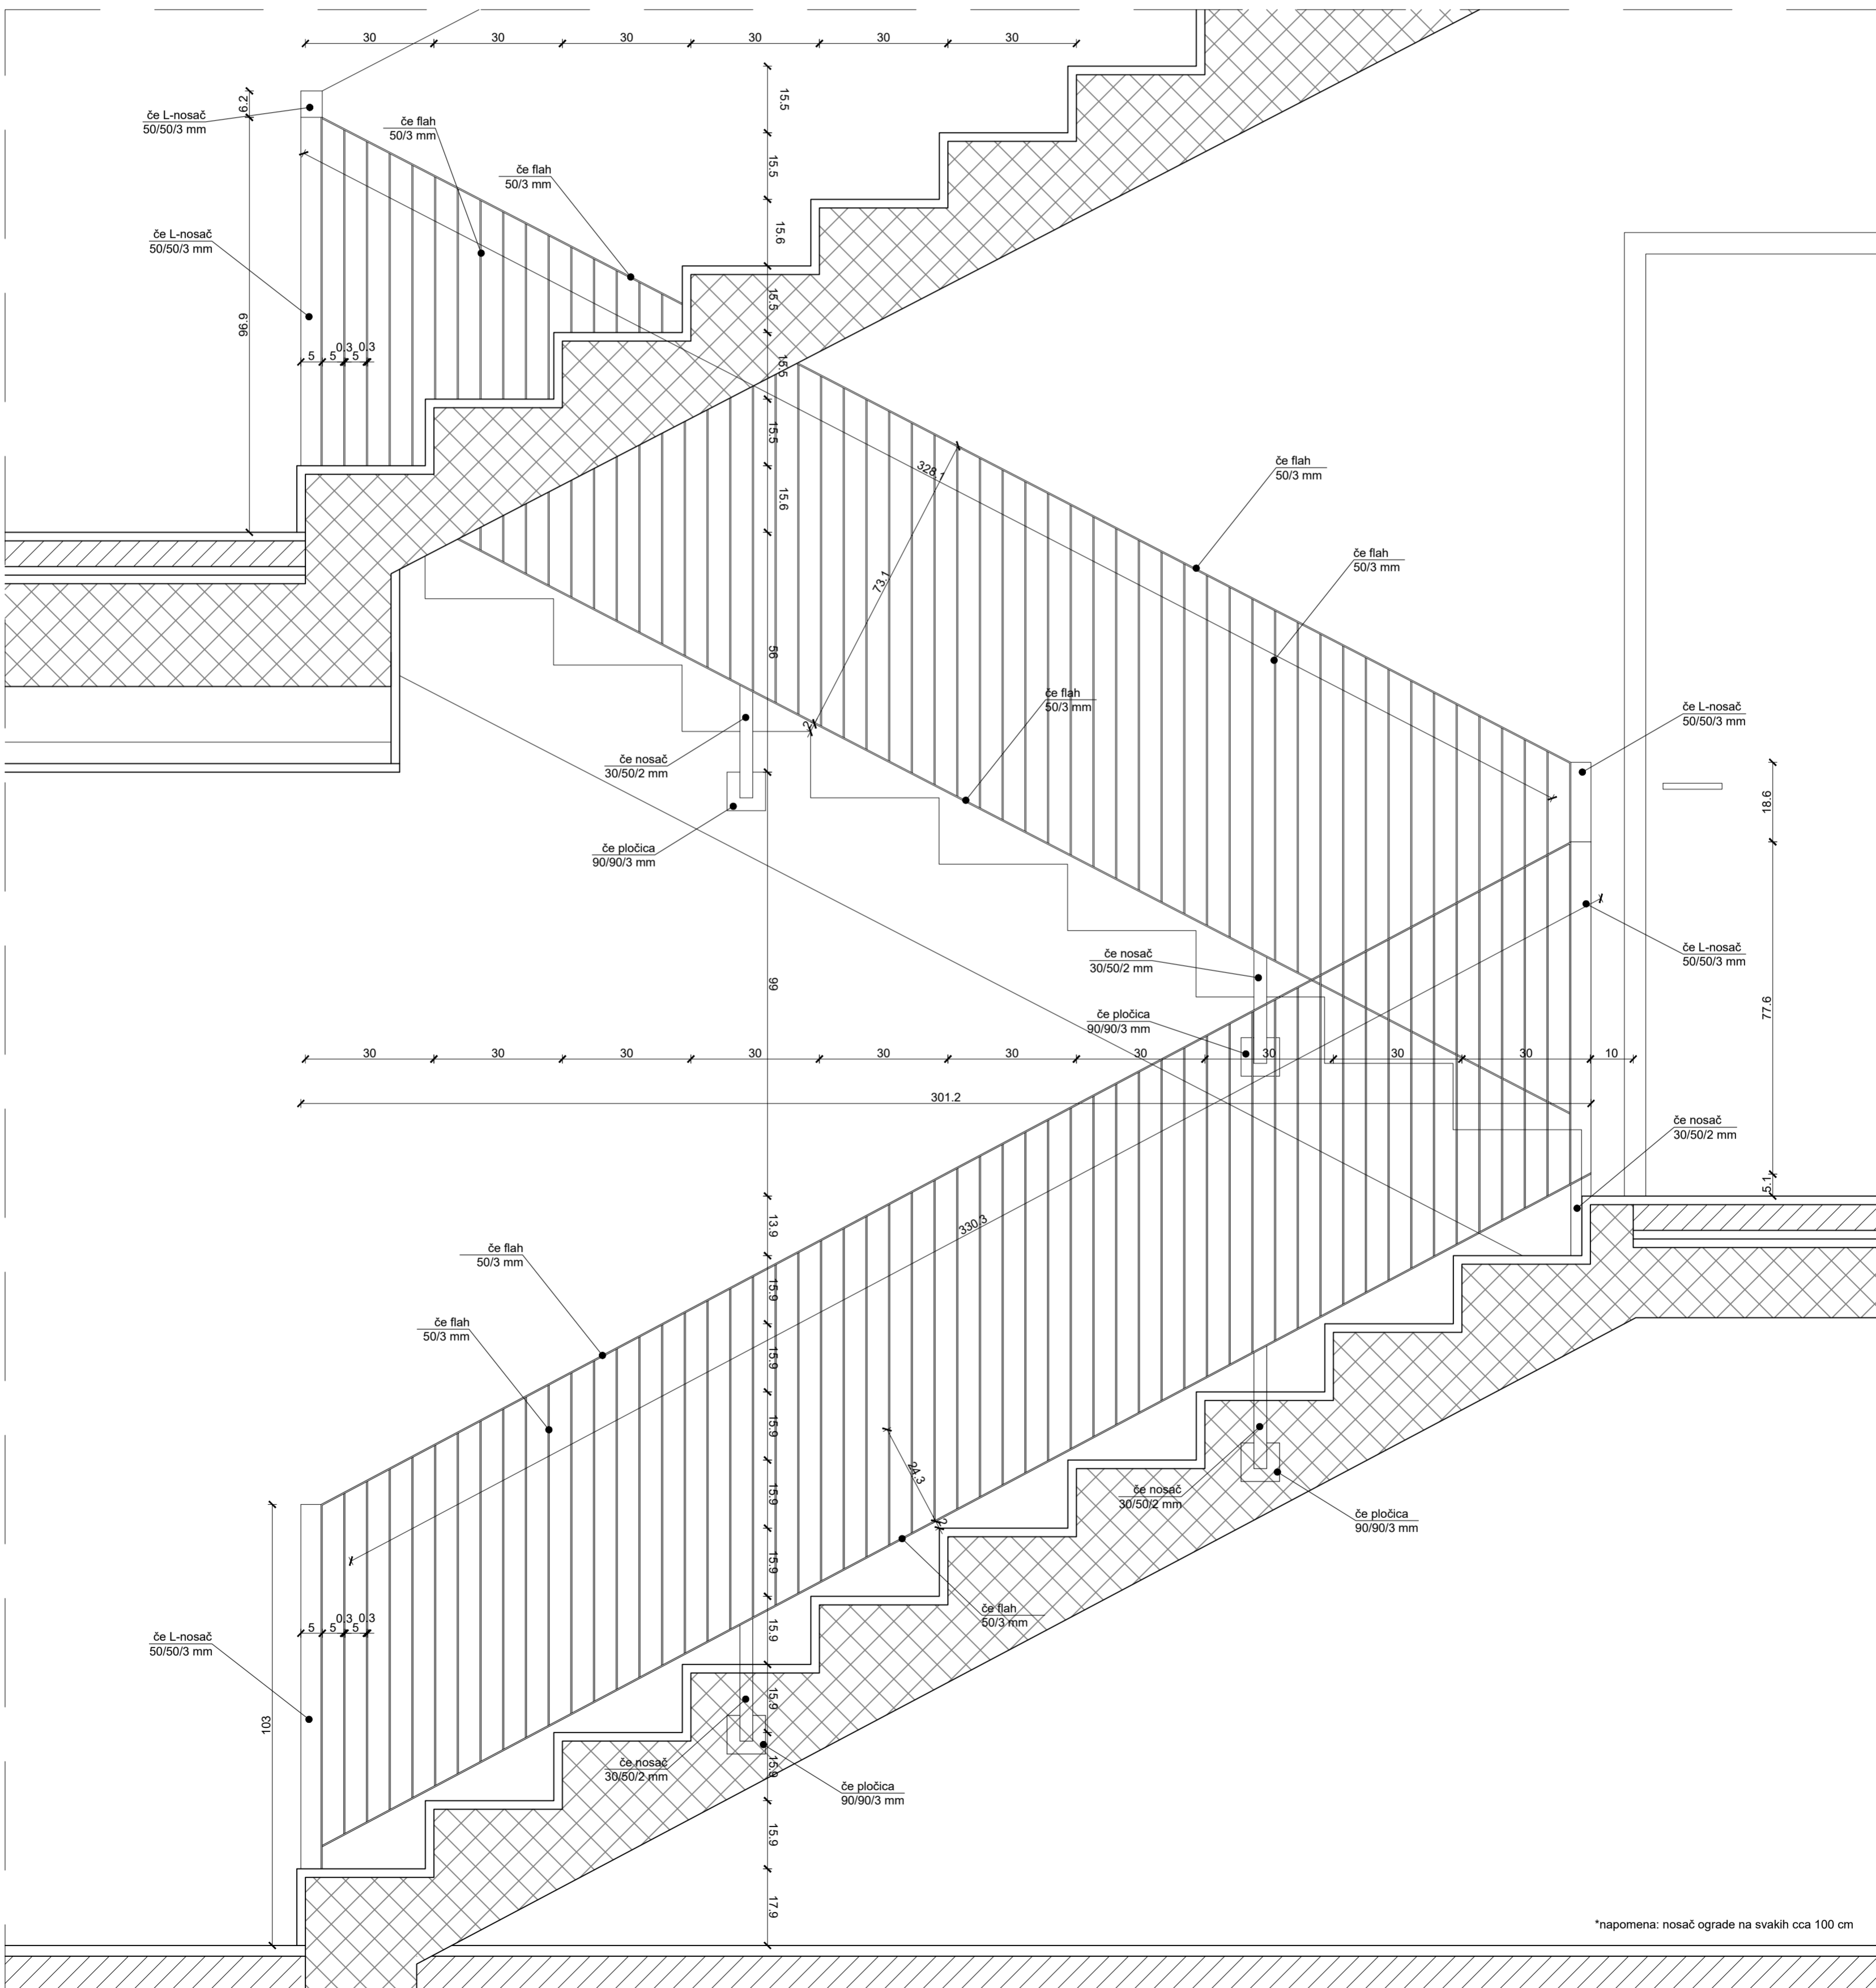 30 30 30 30 30 30
6.2
če L-nosač
50/50/3 mm
če flah
50/3 mm
15.5
če flah
50/3 mm
15.5
če L-nosač
50/50/3 mm
15.6
96.9
15.5
5 5 0.3 5 0.3
15.5
15.5
328.1
če flah
50/3 mm
15.6
če flah
50/3 mm
73.1
56
če flah
50/3 mm
če L-nosač
50/50/3 mm
2
če nosač
30/50/2 mm
18.6
če pločica
90/90/3 mm
če L-nosač
50/50/3 mm
če nosač
30/50/2 mm
99
77.6
če pločica
90/90/3 mm
30 30 30 30 30 30 30 30 30 30 10
301.2
če nosač
30/50/2 mm
5.1
13.9
330.3
če flah
50/3 mm
15.9
če flah
50/3 mm
15.9
15.9
24.3
15.9
če nosač
30/50/2 mm
če pločica
90/90/3 mm
2
15.9
če flah
50/3 mm
5 5 0.3 5 0.3
15.9
če L-nosač
50/50/3 mm
15.9
103
če nosač
30/50/2 mm
15.9
če pločica
90/90/3 mm
15.9
17.9
*napomena: nosač ograde na svakih cca 100 cm